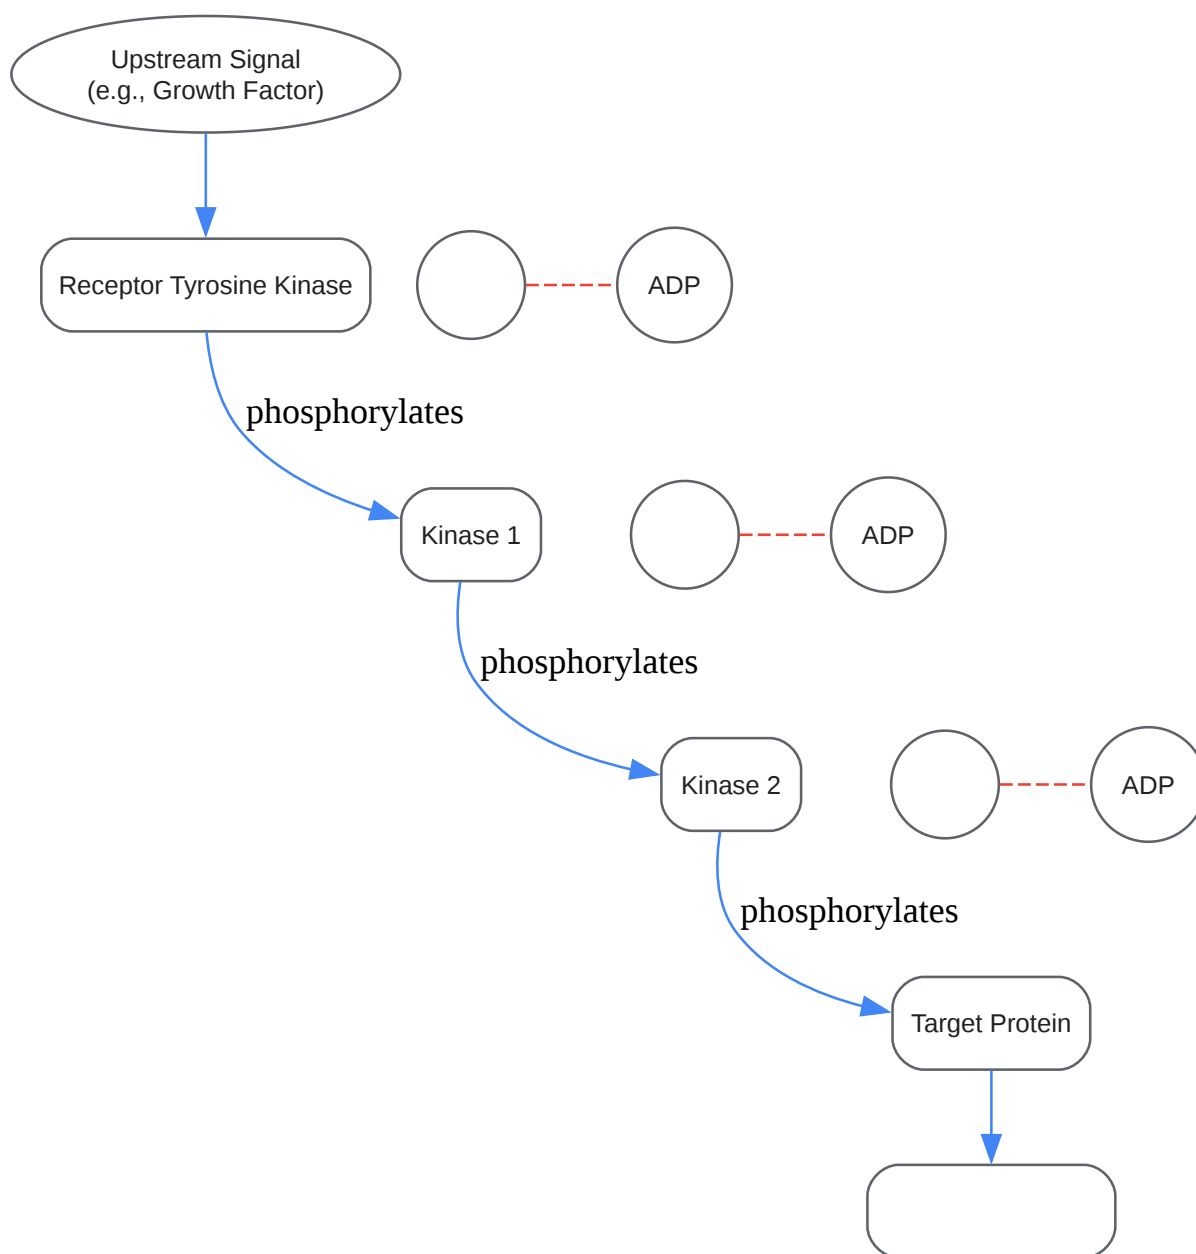 Upstream Signal
(e.g., Growth Factor)
Receptor Tyrosine Kinase
ADP
phosphorylates
Kinase 1
ADP
phosphorylates
Kinase 2
ADP
phosphorylates
Target Protein